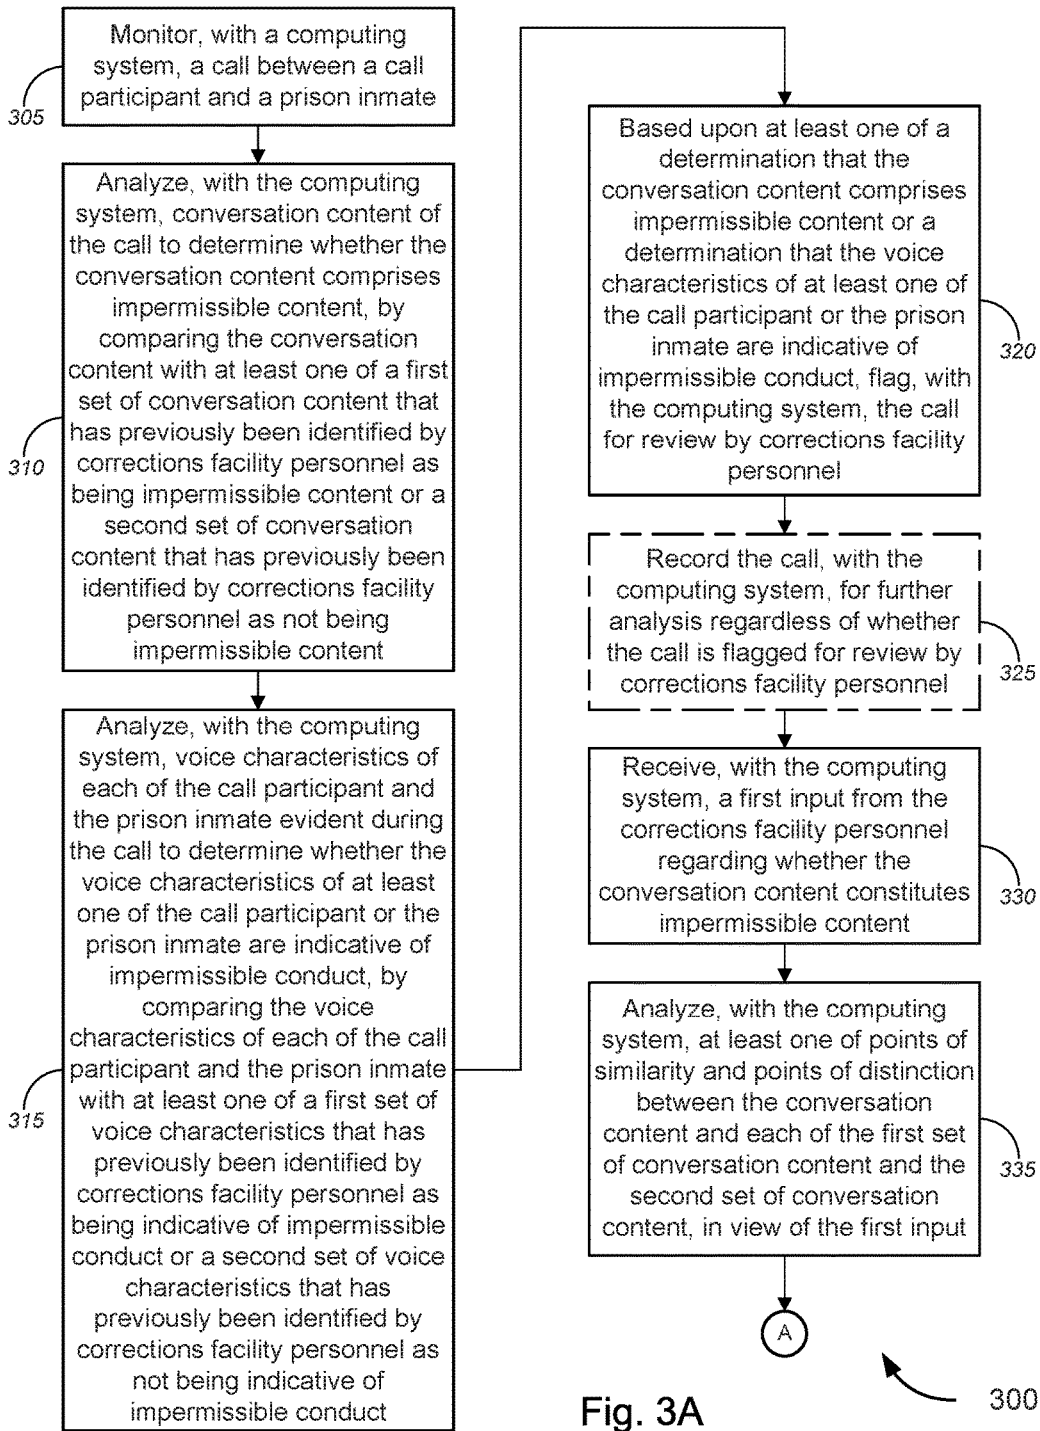 Monitor, with a computing
system, a call between a call
participant and a prison inmate
305
Analyze, with the computing
system, conversation content of
the call to determine whether the
conversation content comprises
impermissible content, by
comparing the conversation
content with at least one of a first
set of conversation content that
has previously been identified by
corrections facility personnel as
being impermissible content or a
second set of conversation
content that has previously been
identified by corrections facility
personnel as not being
impermissible content
310
Analyze, with the computing
system, voice characteristics of
each of the call participant and
the prison inmate evident during
the call to determine whether the
voice characteristics of at least
one of the call participant or the
prison inmate are indicative of
impermissible conduct, by
comparing the voice
characteristics of each of the call
participant and the prison inmate
with at least one of a first set of
voice characteristics that has
previously been identified by
corrections facility personnel as
being indicative of impermissible
conduct or a second set of voice
characteristics that has
previously been identified by
corrections facility personnel as
not being indicative of
impermissible conduct
315
Based upon at least one of a
determination that the
conversation content comprises
impermissible content or a
determination that the voice
characteristics of at least one of
the call participant or the prison
inmate are indicative of
impermissible conduct, flag, with
the computing system, the call
for review by corrections facility
personnel
320
Record the call, with the
computing system, for further
analysis regardless of whether
the call is flagged for review by
corrections facility personnel
325
Receive, with the computing
system, a first input from the
corrections facility personnel
regarding whether the
conversation content constitutes
impermissible content
330
Analyze, with the computing
system, at least one of points of
similarity and points of distinction
between the conversation
content and each of the first set
of conversation content and the
second set of conversation
content, in view of the first input
335
A
300
Fig. 3A